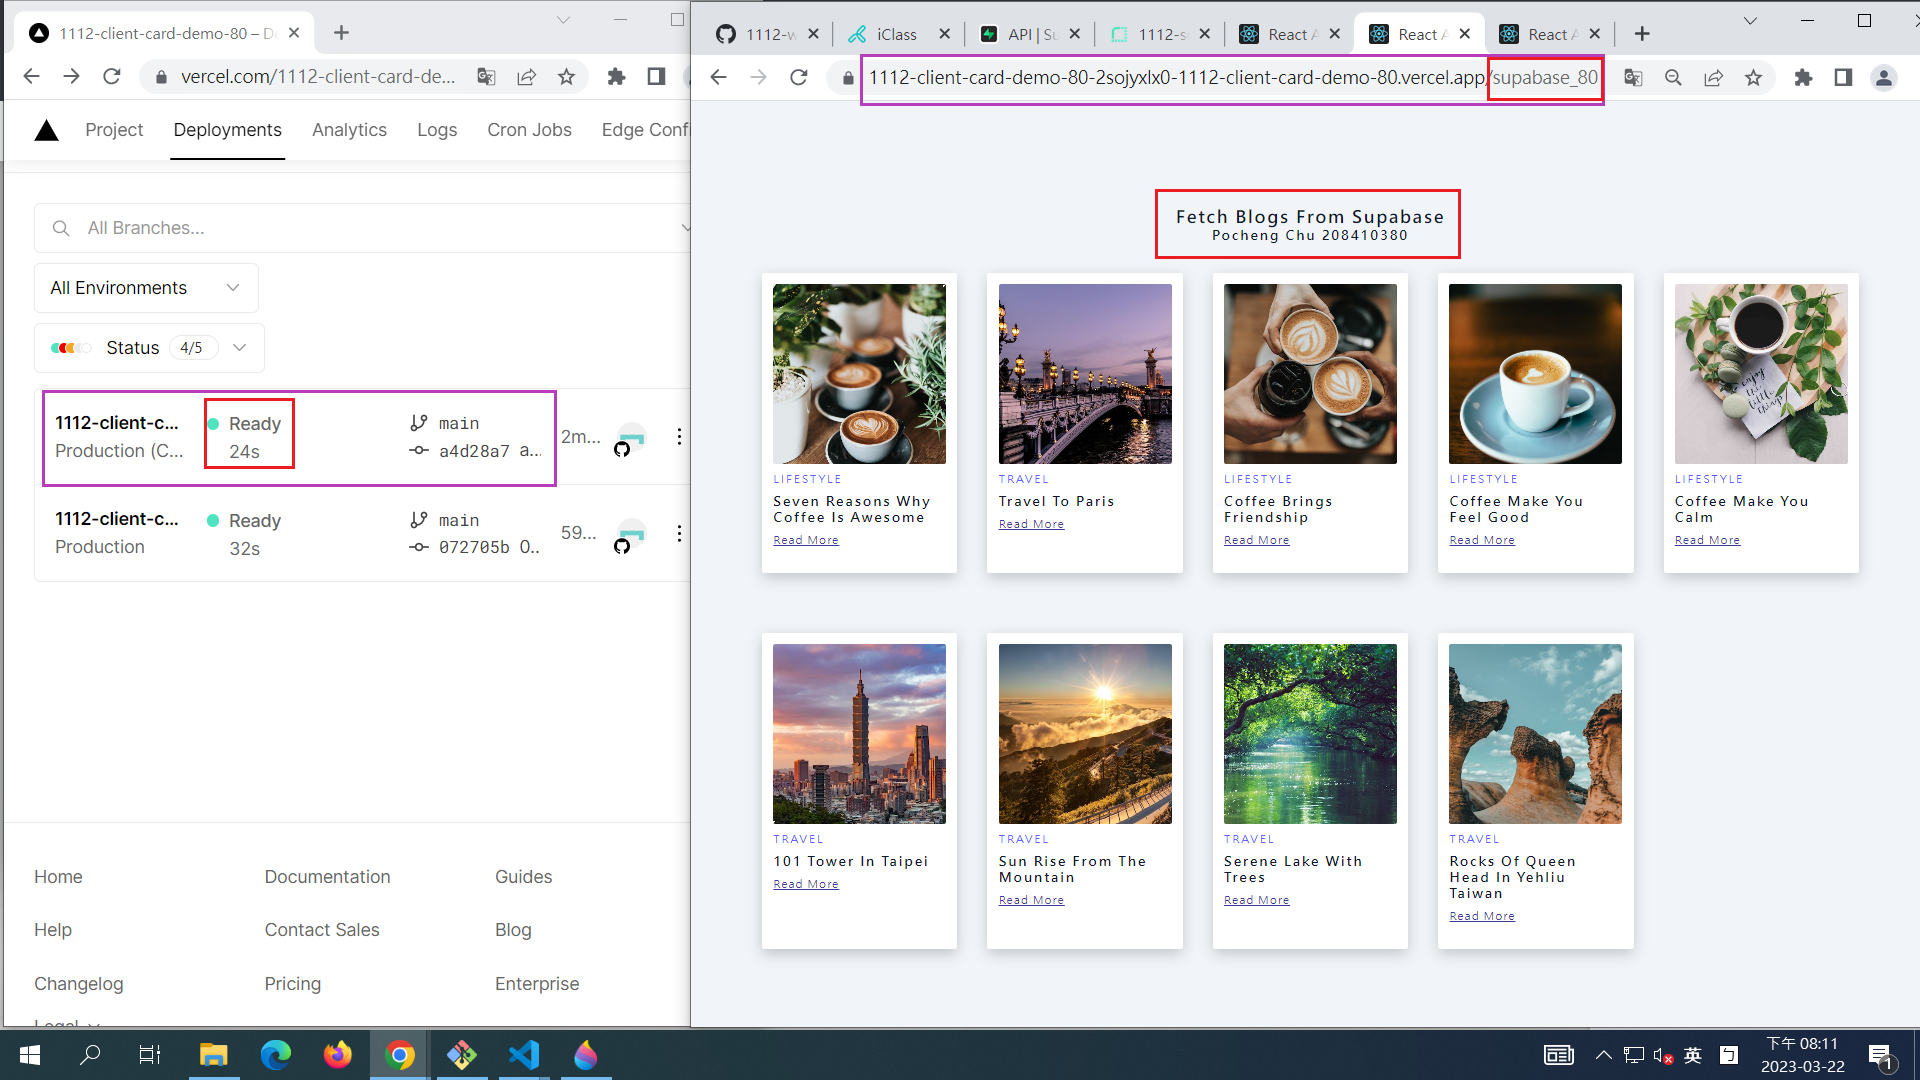 1112-client-card-demo-80 – De
vercel.com/1112-client-card-de...
Project
Deployments
Analytics
Logs
Cron Jobs
Edge Confi
All Branches...
All Environments
Status
4/5
1112-client-c...
Ready
main
2m...
Production (C...
24s
a4d28a7 a...
1112-client-c...
Ready
main
59...
Production
32s
072705b 0...
Home
Documentation
Guides
Help
Contact Sales
Blog
Changelog
Pricing
Enterprise
Legal
1112-w
iClass
API | Su
1112-s
React A
React A
React A
1112-client-card-demo-80-2sojyxlx0-1112-client-card-demo-80.vercel.app/supabase_80
Fetch Blogs From Supabase
Pocheng Chu 208410380
enjoy the little things
LIFESTYLE
Seven Reasons Why
Coffee Is Awesome
Read More
TRAVEL
Travel To Paris
Read More
LIFESTYLE
Coffee Brings
Friendship
Read More
LIFESTYLE
Coffee Make You
Feel Good
Read More
LIFESTYLE
Coffee Make You
Calm
Read More
TRAVEL
101 Tower In Taipei
Read More
TRAVEL
Sun Rise From The
Mountain
Read More
TRAVEL
Serene Lake With
Trees
Read More
TRAVEL
Rocks Of Queen
Head In Yehliu
Taiwan
Read More
英
ㄅ
下午 08:11
2023-03-22
1